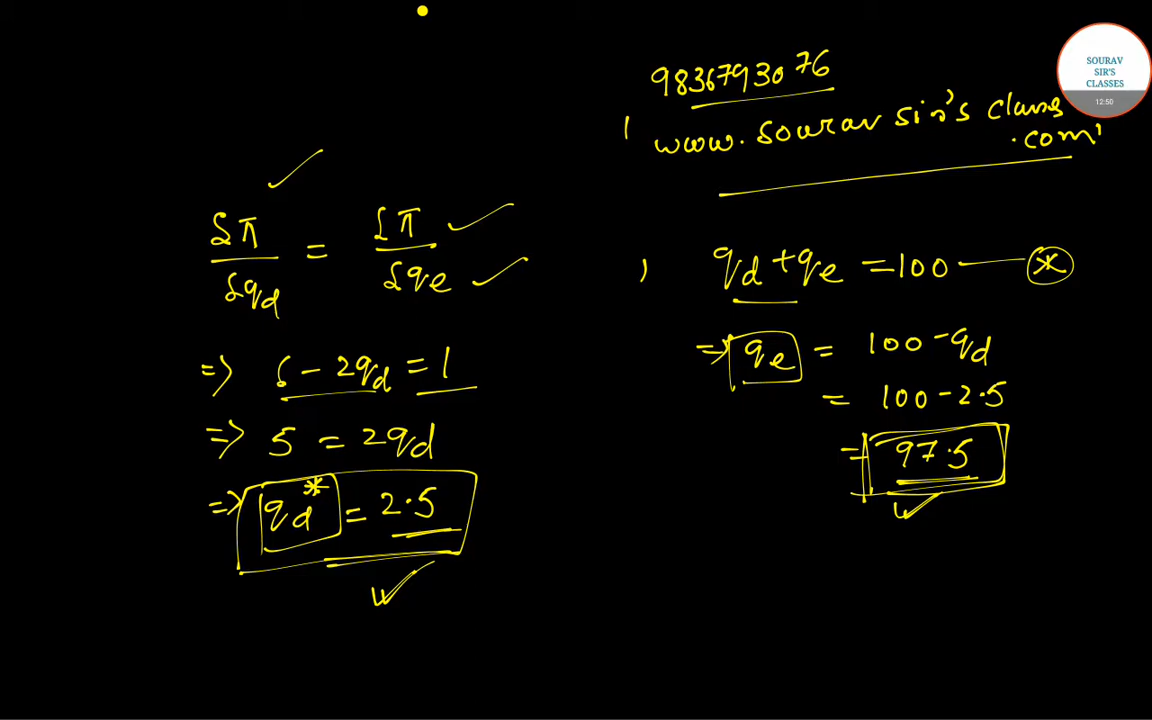 9836793076
www.sourav sir's classes
.com
SOURAV
SIR'S
CLASSES
12:50
δπ/δqd = δπ/δqe
⇒ 6 - 2qd = 1
⇒ 5 = 2qd
⇒ qd* = 2.5
qd + qe = 100 — *
⇒ qe = 100 - qd
= 100 - 2.5
= 97.5